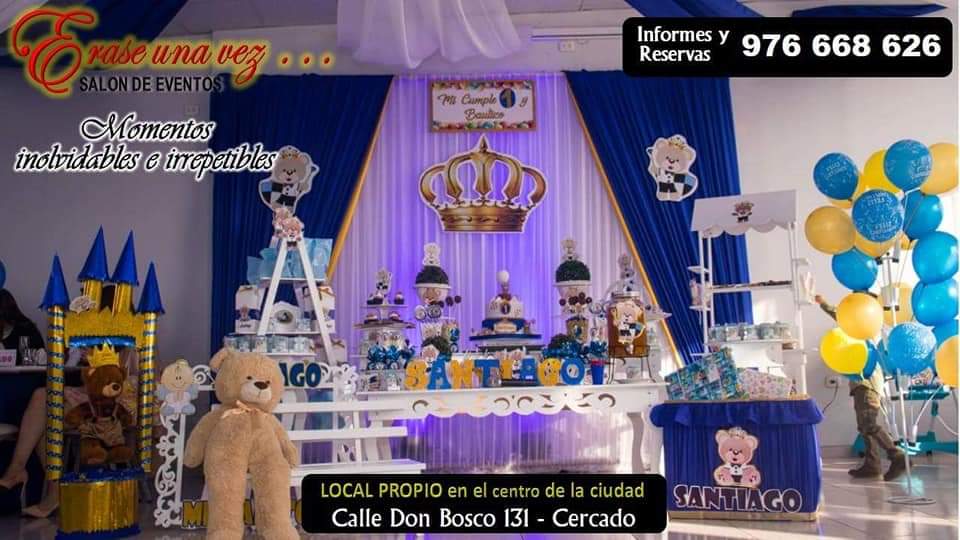 Erase una vez . . .
SALON DE EVENTOS
Momentos
inolvidables e irrepetibles
Informes y
Reservas
976 668 626
Mi Cumple 1 y
Bautizo
SANTIAGO
SANTIAGO
LOCAL PROPIO en el centro de la ciudad
Calle Don Bosco 131 - Cercado